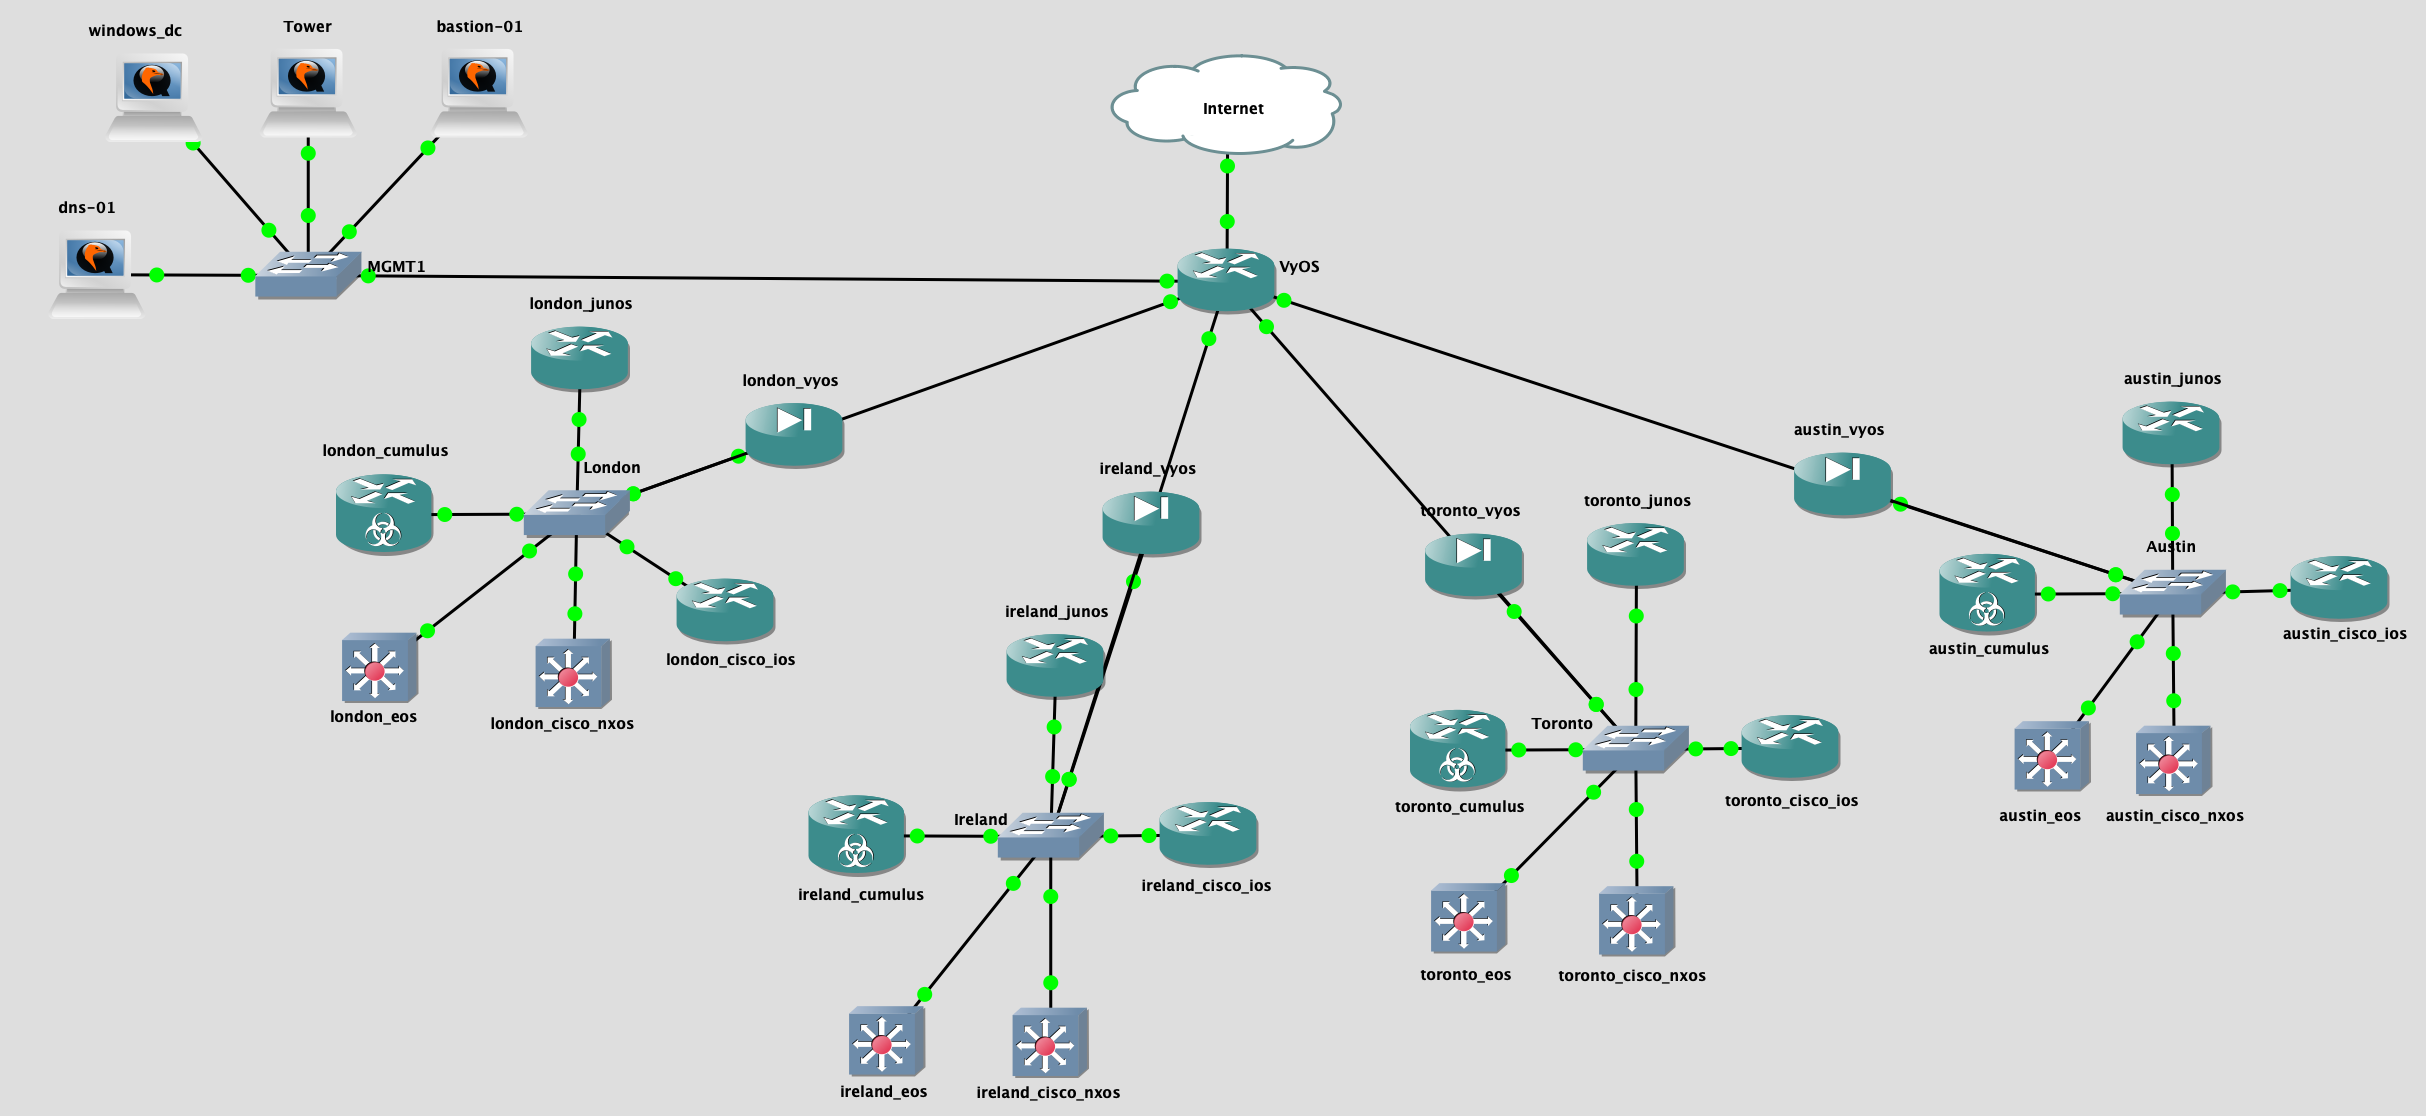 windows_dc
Tower
bastion-01
Internet
dns-01
MGMT1
VyOS
london_junos
london_vyos
london_cumulus
London
london_cisco_ios
london_eos
london_cisco_nxos
ireland_vyos
ireland_junos
Ireland
ireland_cumulus
ireland_cisco_ios
ireland_eos
ireland_cisco_nxos
toronto_vyos
toronto_junos
Toronto
toronto_cumulus
toronto_cisco_ios
toronto_eos
toronto_cisco_nxos
austin_vyos
austin_junos
Austin
austin_cumulus
austin_cisco_ios
austin_eos
austin_cisco_nxos